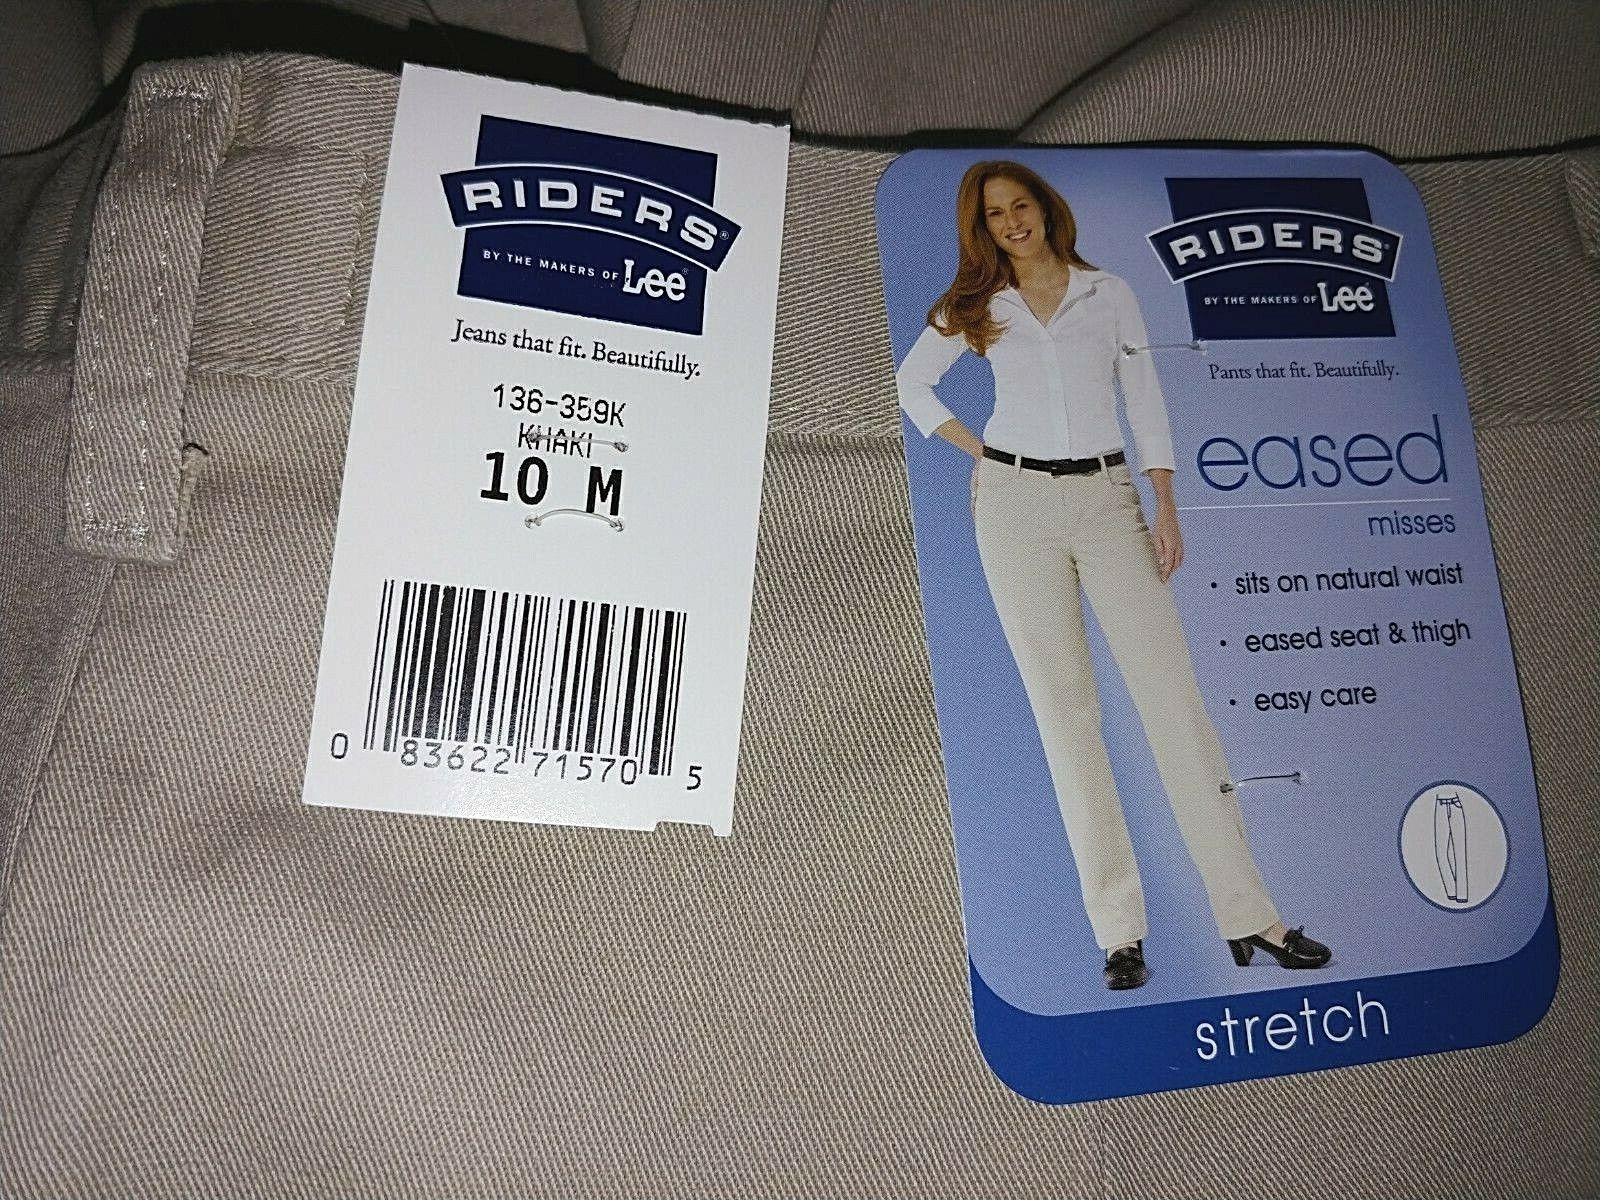 RIDERS®
BY THE MAKERS OF Lee®
Jeans that fit. Beautifully.
136-359K
KHAKI
10 M
0 83622 71570 5
RIDERS®
BY THE MAKERS OF Lee
Pants that fit. Beautifully.
eased
misses
• sits on natural waist
• eased seat & thigh
• easy care
stretch